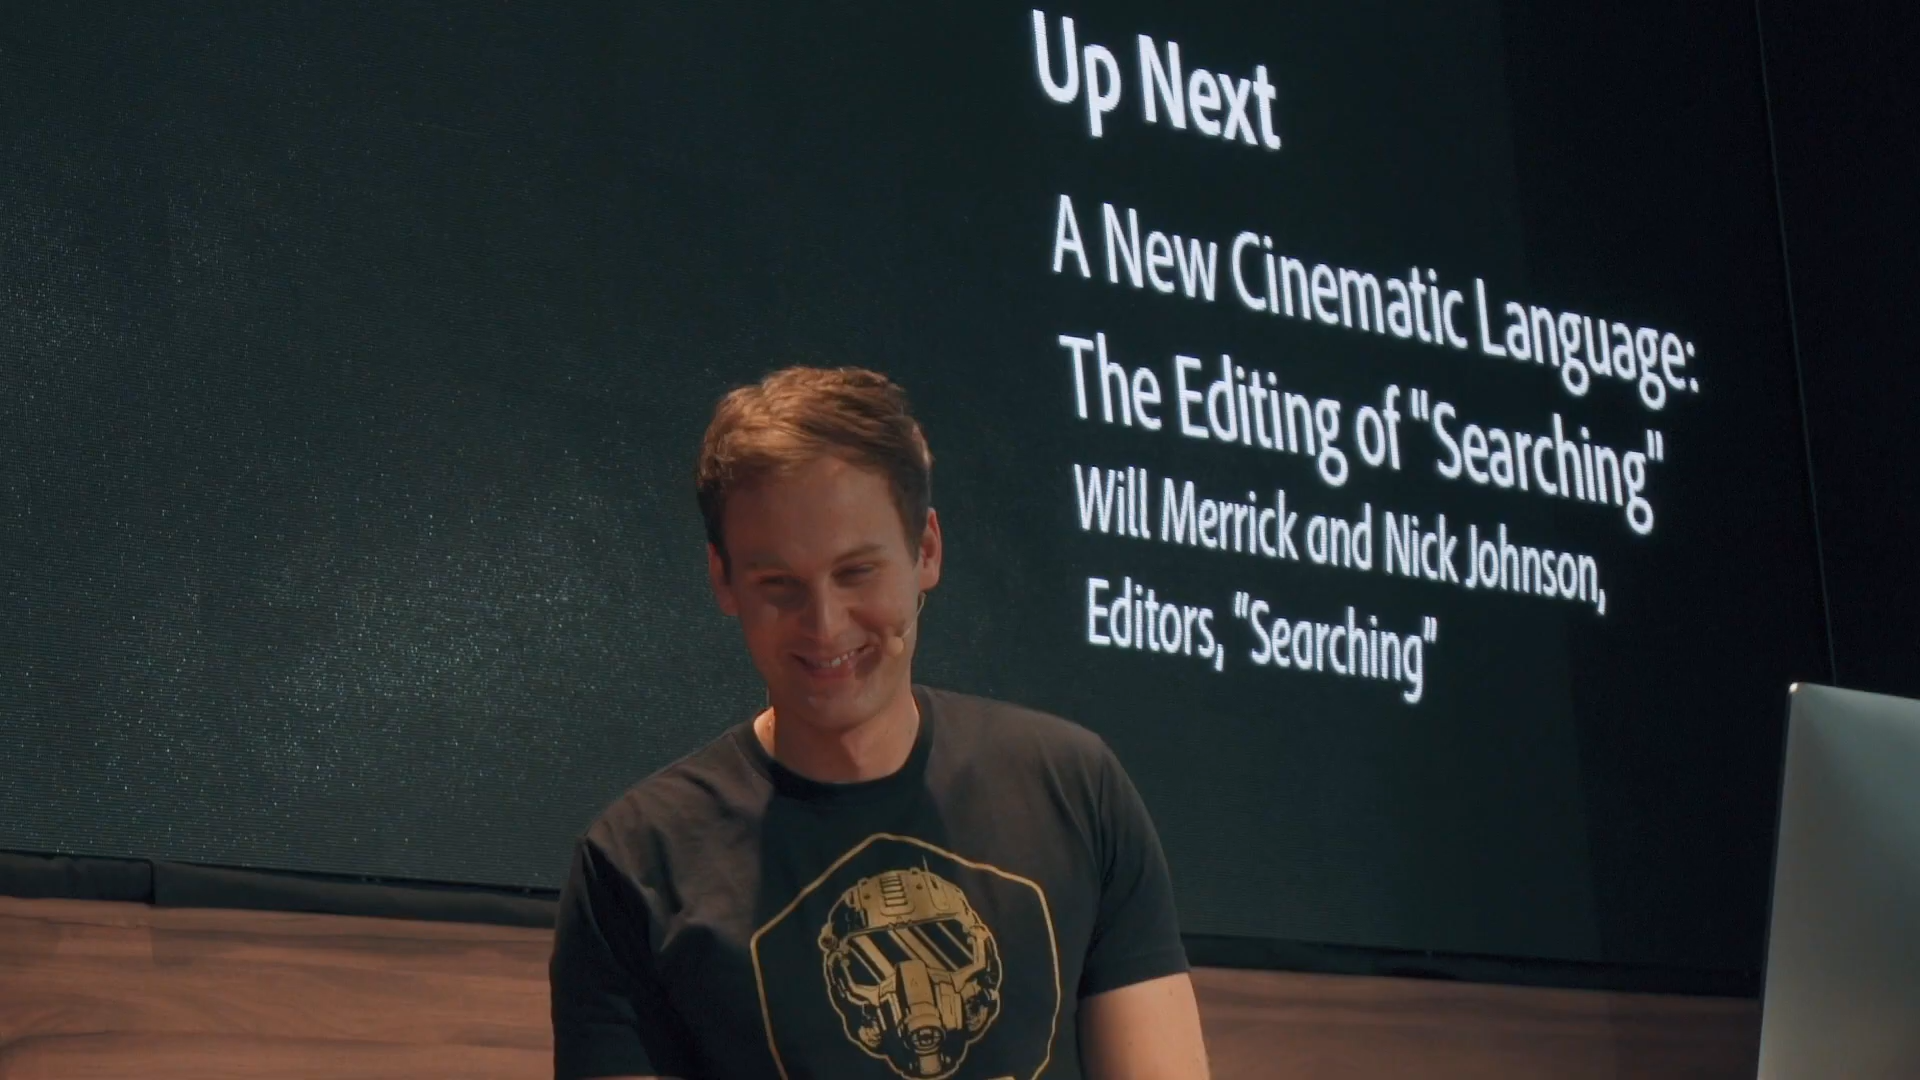 Up Next
A New Cinematic Language:
The Editing of "Searching"
Will Merrick and Nick Johnson,
Editors, "Searching"